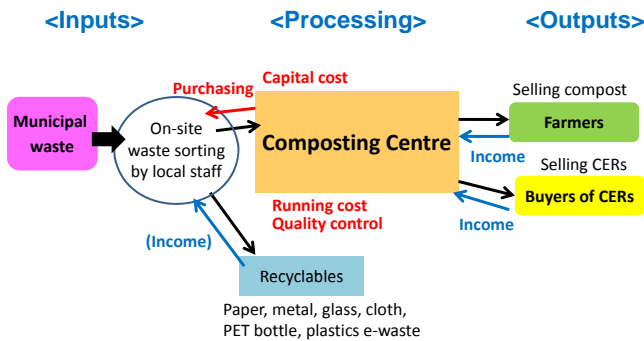 <Inputs>
<Processing>
<Outputs>
Purchasing
Capital cost
Selling compost
Municipal
waste
On-site
waste sorting
by local staff
Composting Centre
Farmers
Income
Selling CERs
Buyers of CERs
Income
Running cost
Quality control
(Income)
Recyclables
Paper, metal, glass, cloth,
PET bottle, plastics e-waste